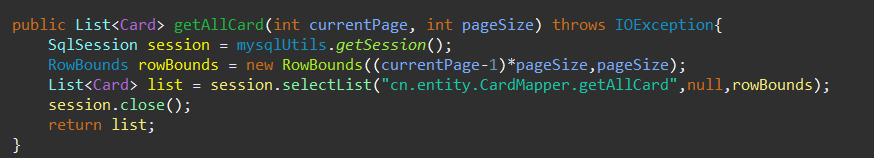 public List<Card> getAllCard(int currentPage, int pageSize) throws IOException{
SqlSession session = mysqlUtils.getSession();
RowBounds rowBounds = new RowBounds((currentPage-1)*pageSize,pageSize);
List<Card> list = session.selectList("cn.entity.CardMapper.getAllCard",null,rowBounds);
session.close();
return list;
}